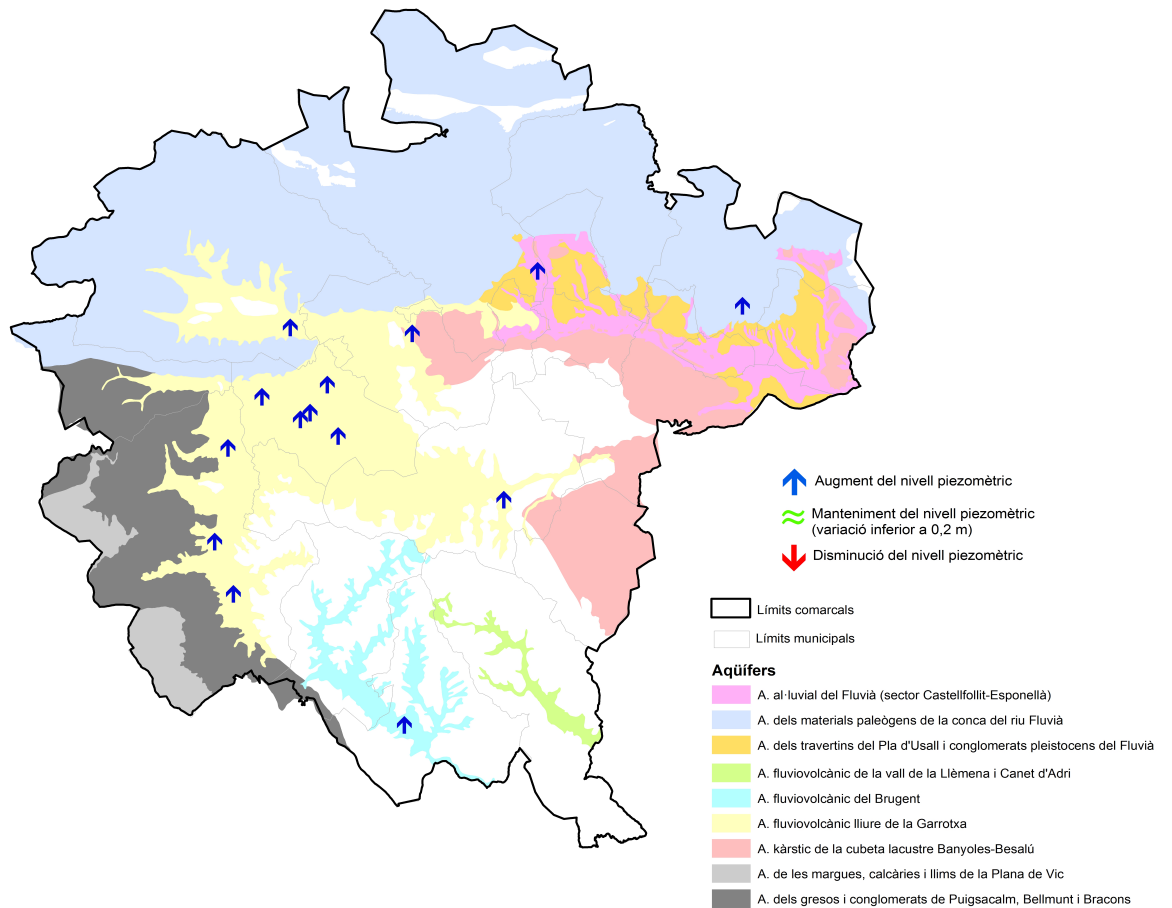 Augment del nivell piezomètric
Manteniment del nivell piezomètric
(variació inferior a 0,2 m)
Disminució del nivell piezomètric
Límits comarcals
Límits municipals
Aqüífers
A. al·luvial del Fluvià (sector Castellfollit-Esponellà)
A. dels materials paleògens de la conca del riu Fluvià
A. dels travertins del Pla d'Usall i conglomerats pleistocens del Fluvià
A. fluviovolcànic de la vall de la Llèmena i Canet d'Adri
A. fluviovolcànic del Brugent
A. fluviovolcànic lliure de la Garrotxa
A. kàrstic de la cubeta lacustre Banyoles-Besalú
A. de les margues, calcàries i llims de la Plana de Vic
A. dels gresos i conglomerats de Puigsacalm, Bellmunt i Bracons